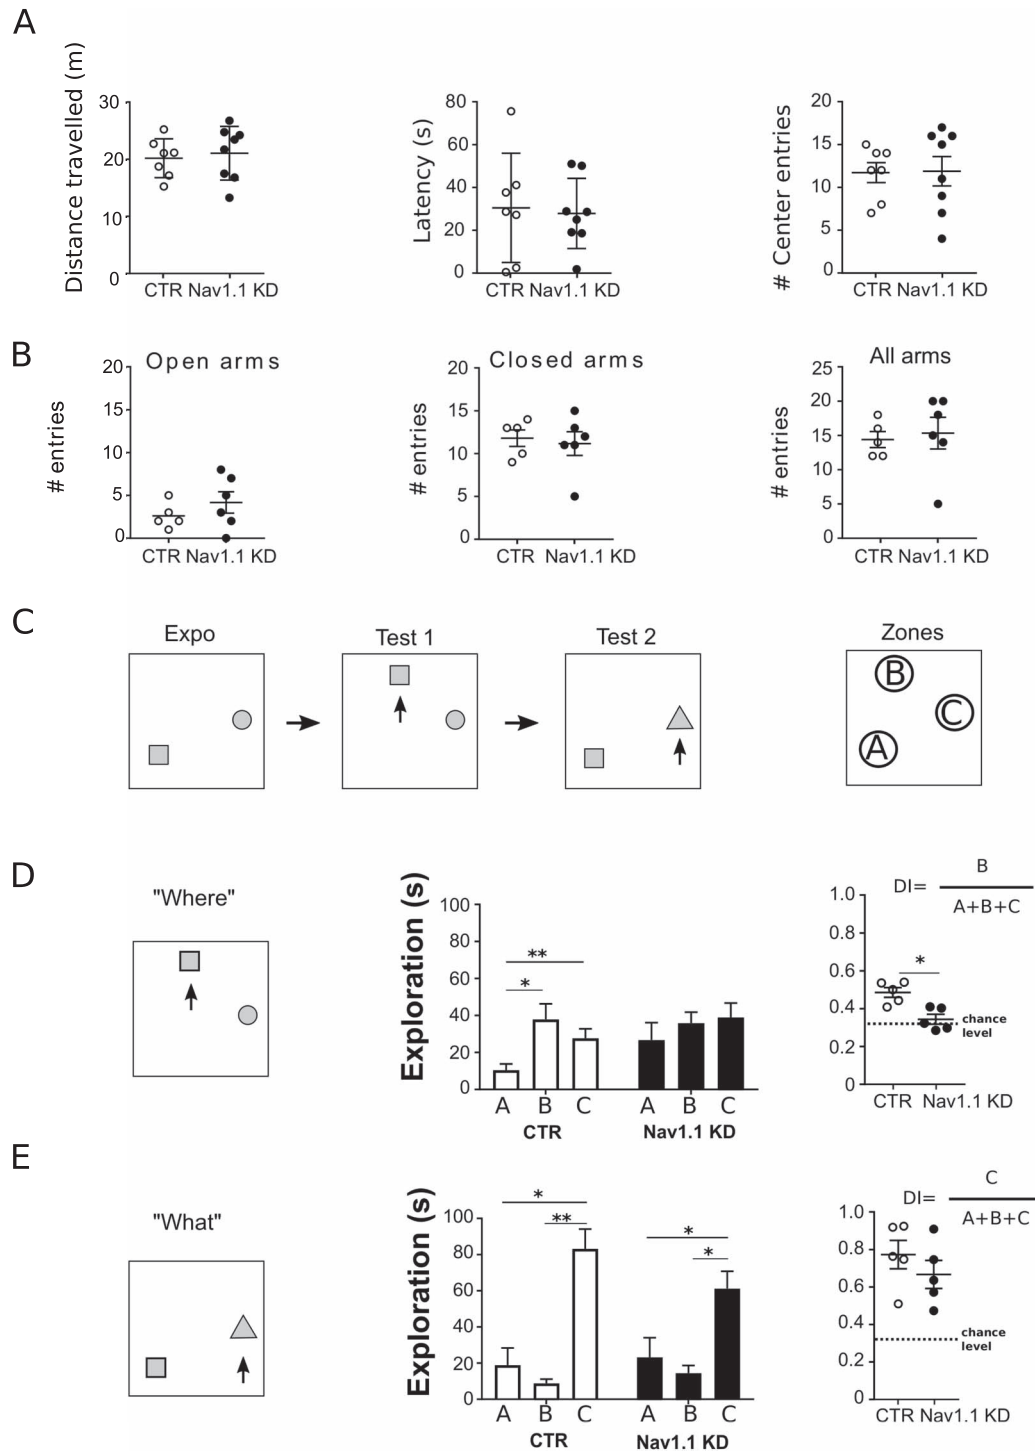 A
Distance travelled (m)
30
20
10
0
CTR Nav1.1 KD
Latency (s)
80
60
40
20
0
CTR Nav1.1 KD
# Center entries
20
15
10
5
0
CTR Nav1.1 KD
B
Open arms
# entries
20
15
10
5
0
CTR Nav1.1 KD
Closed arms
# entries
20
15
10
5
0
CTR Nav1.1 KD
All arms
# entries
25
20
15
10
5
0
CTR Nav1.1 KD
C
Expo
Test 1
Test 2
Zones
B
C
A
D
"Where"
Exploration (s)
100
80
60
40
20
0
**
*
A B C A B C
CTR Nav1.1 KD
DI= B
A+B+C
1.0
0.8
0.6
0.4
0.2
0
*
chance
level
CTR Nav1.1 KD
E
"What"
Exploration (s)
100
80
60
40
20
0
*
**
*
*
A B C A B C
CTR Nav1.1 KD
DI= C
A+B+C
1.0
0.8
0.6
0.4
0.2
0
chance
level
CTR Nav1.1 KD